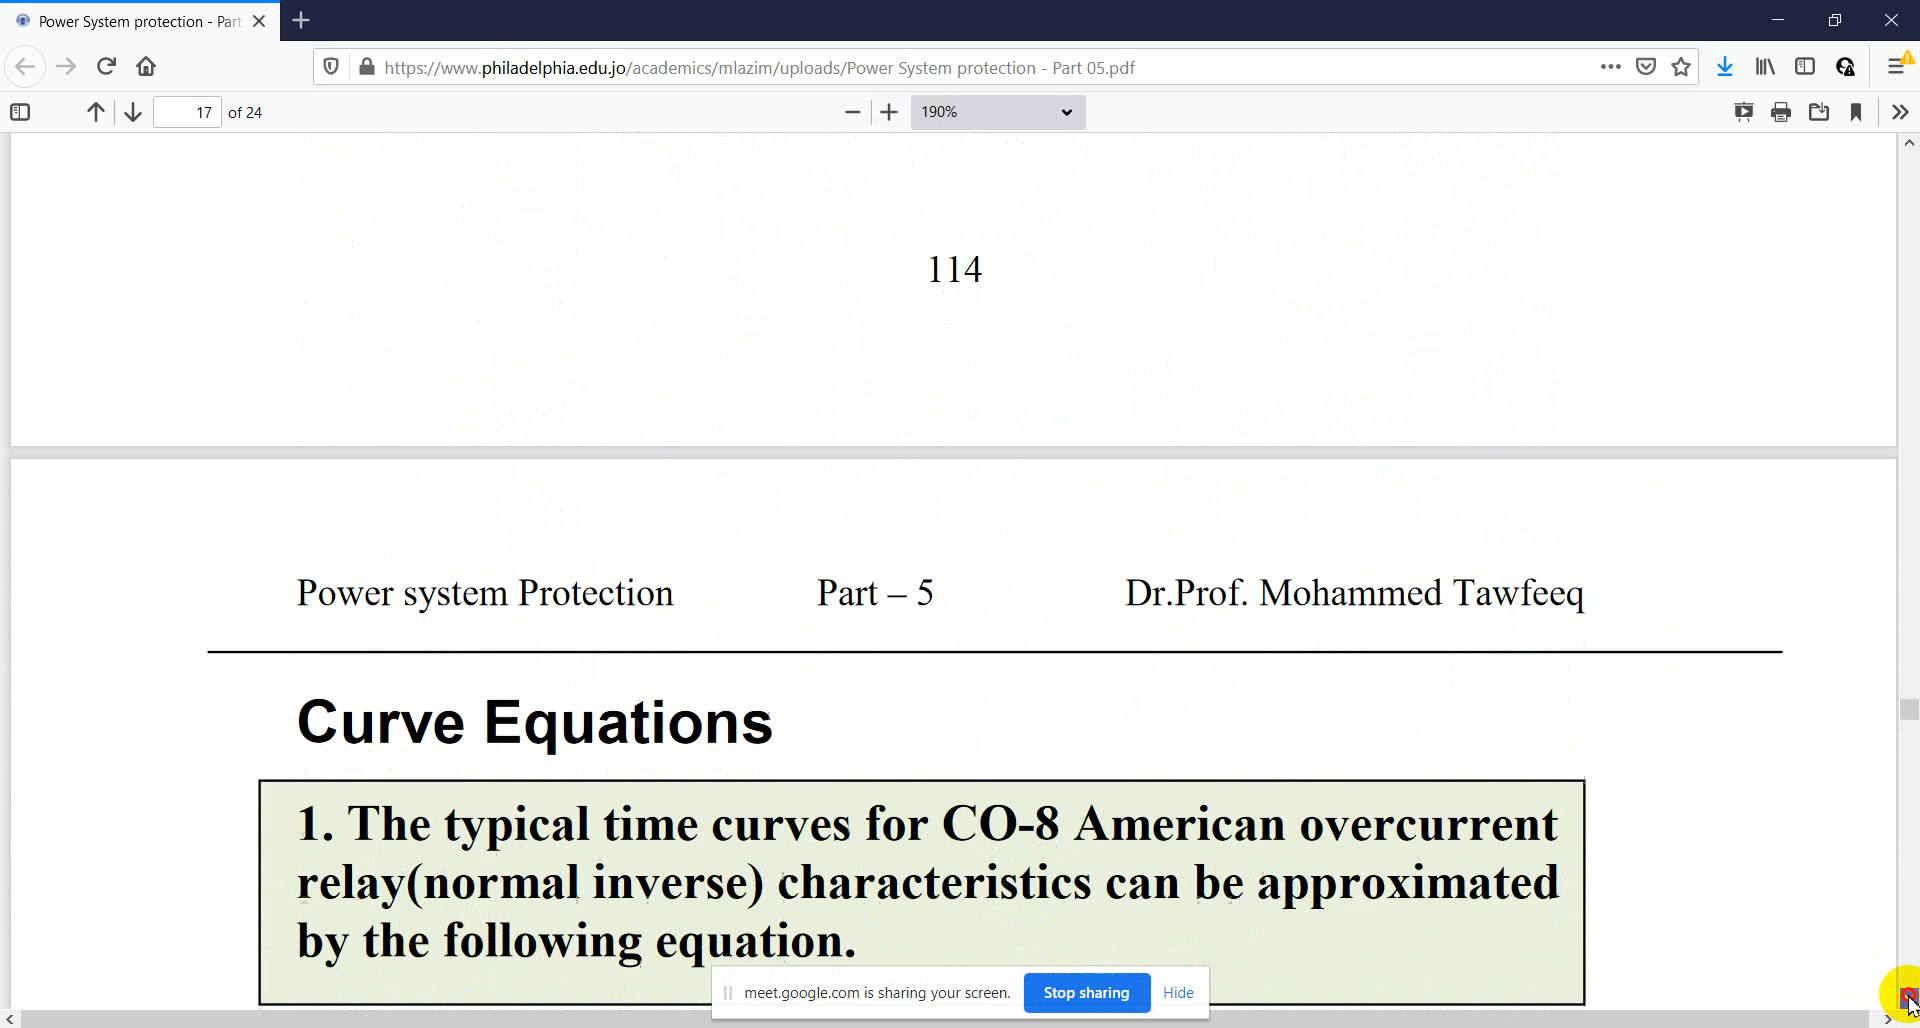 Power System protection - Part
https://www.philadelphia.edu.jo/academics/mlazim/uploads/Power System protection - Part 05.pdf
17 of 24
190%
114
Power system Protection Part – 5 Dr.Prof. Mohammed Tawfeeq
Curve Equations
1. The typical time curves for CO-8 American overcurrent
relay(normal inverse) characteristics can be approximated
by the following equation.
meet.google.com is sharing your screen. Stop sharing Hide